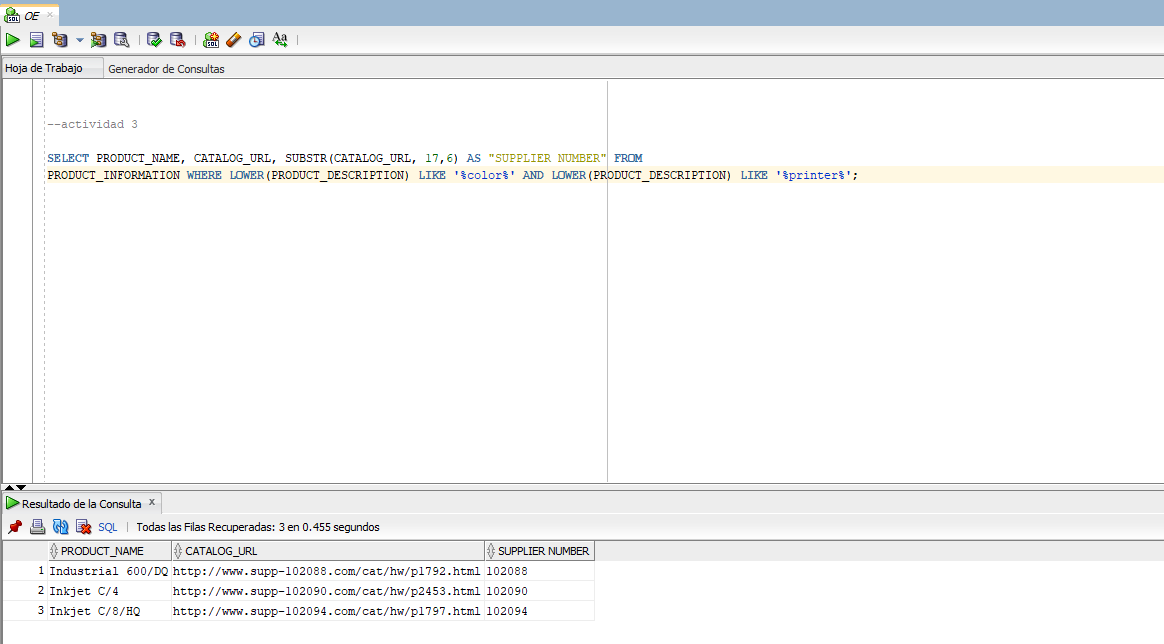 OE
Hoja de Trabajo Generador de Consultas
--actividad 3
SELECT PRODUCT_NAME, CATALOG_URL, SUBSTR(CATALOG_URL, 17,6) AS "SUPPLIER NUMBER" FROM
PRODUCT_INFORMATION WHERE LOWER(PRODUCT_DESCRIPTION) LIKE '%color%' AND LOWER(PRODUCT_DESCRIPTION) LIKE '%printer%';
Resultado de la Consulta x
SQL | Todas las Filas Recuperadas: 3 en 0.455 segundos
PRODUCT_NAME CATALOG_URL SUPPLIER NUMBER
1 Industrial 600/DQ http://www.supp-102088.com/cat/hw/p1792.html 102088
2 Inkjet C/4 http://www.supp-102090.com/cat/hw/p2453.html 102090
3 Inkjet C/8/HQ http://www.supp-102094.com/cat/hw/p1797.html 102094